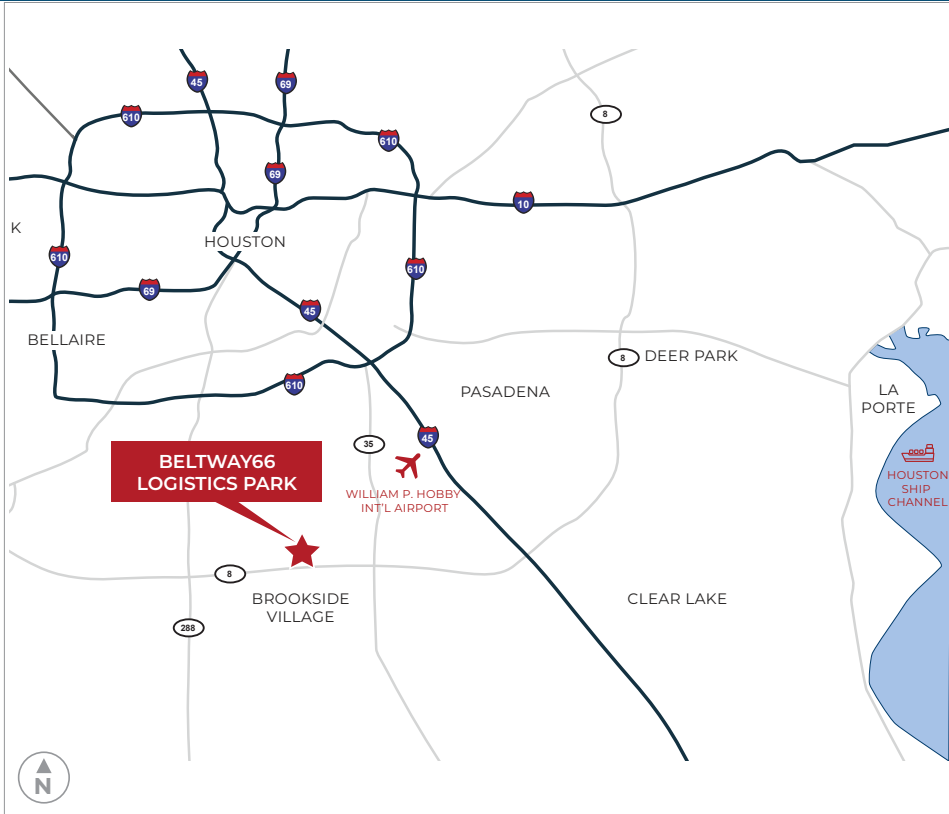 45
69
610
8
610
69
10
K
HOUSTON
610
610
69
45
BELLAIRE
8
DEER PARK
610
PASADENA
LA
PORTE
45
35
BELTWAY66
LOGISTICS PARK
HOUSTON
SHIP
CHANNEL
WILLIAM P. HOBBY
INT'L AIRPORT
8
BROOKSIDE
VILLAGE
CLEAR LAKE
288
N